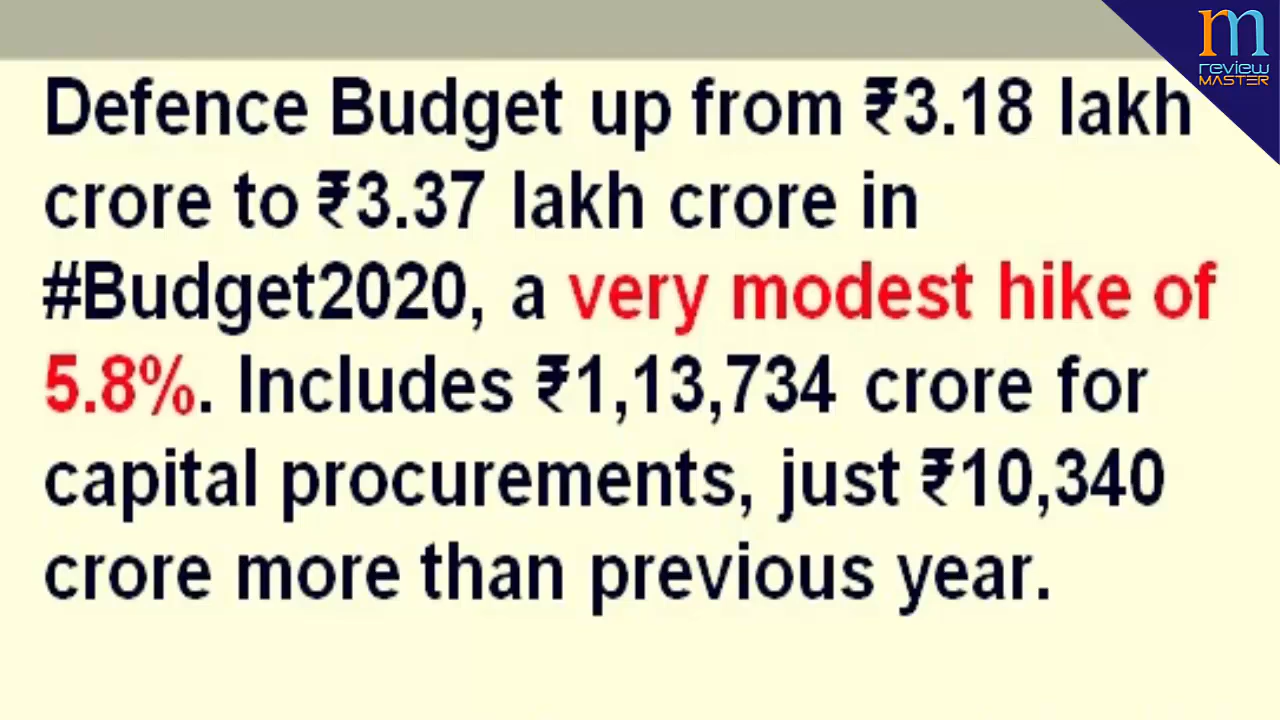 m
review
MASTER
Defence Budget up from ₹3.18 lakh
crore to ₹3.37 lakh crore in
#Budget2020, a very modest hike of
5.8%. Includes ₹1,13,734 crore for
capital procurements, just ₹10,340
crore more than previous year.